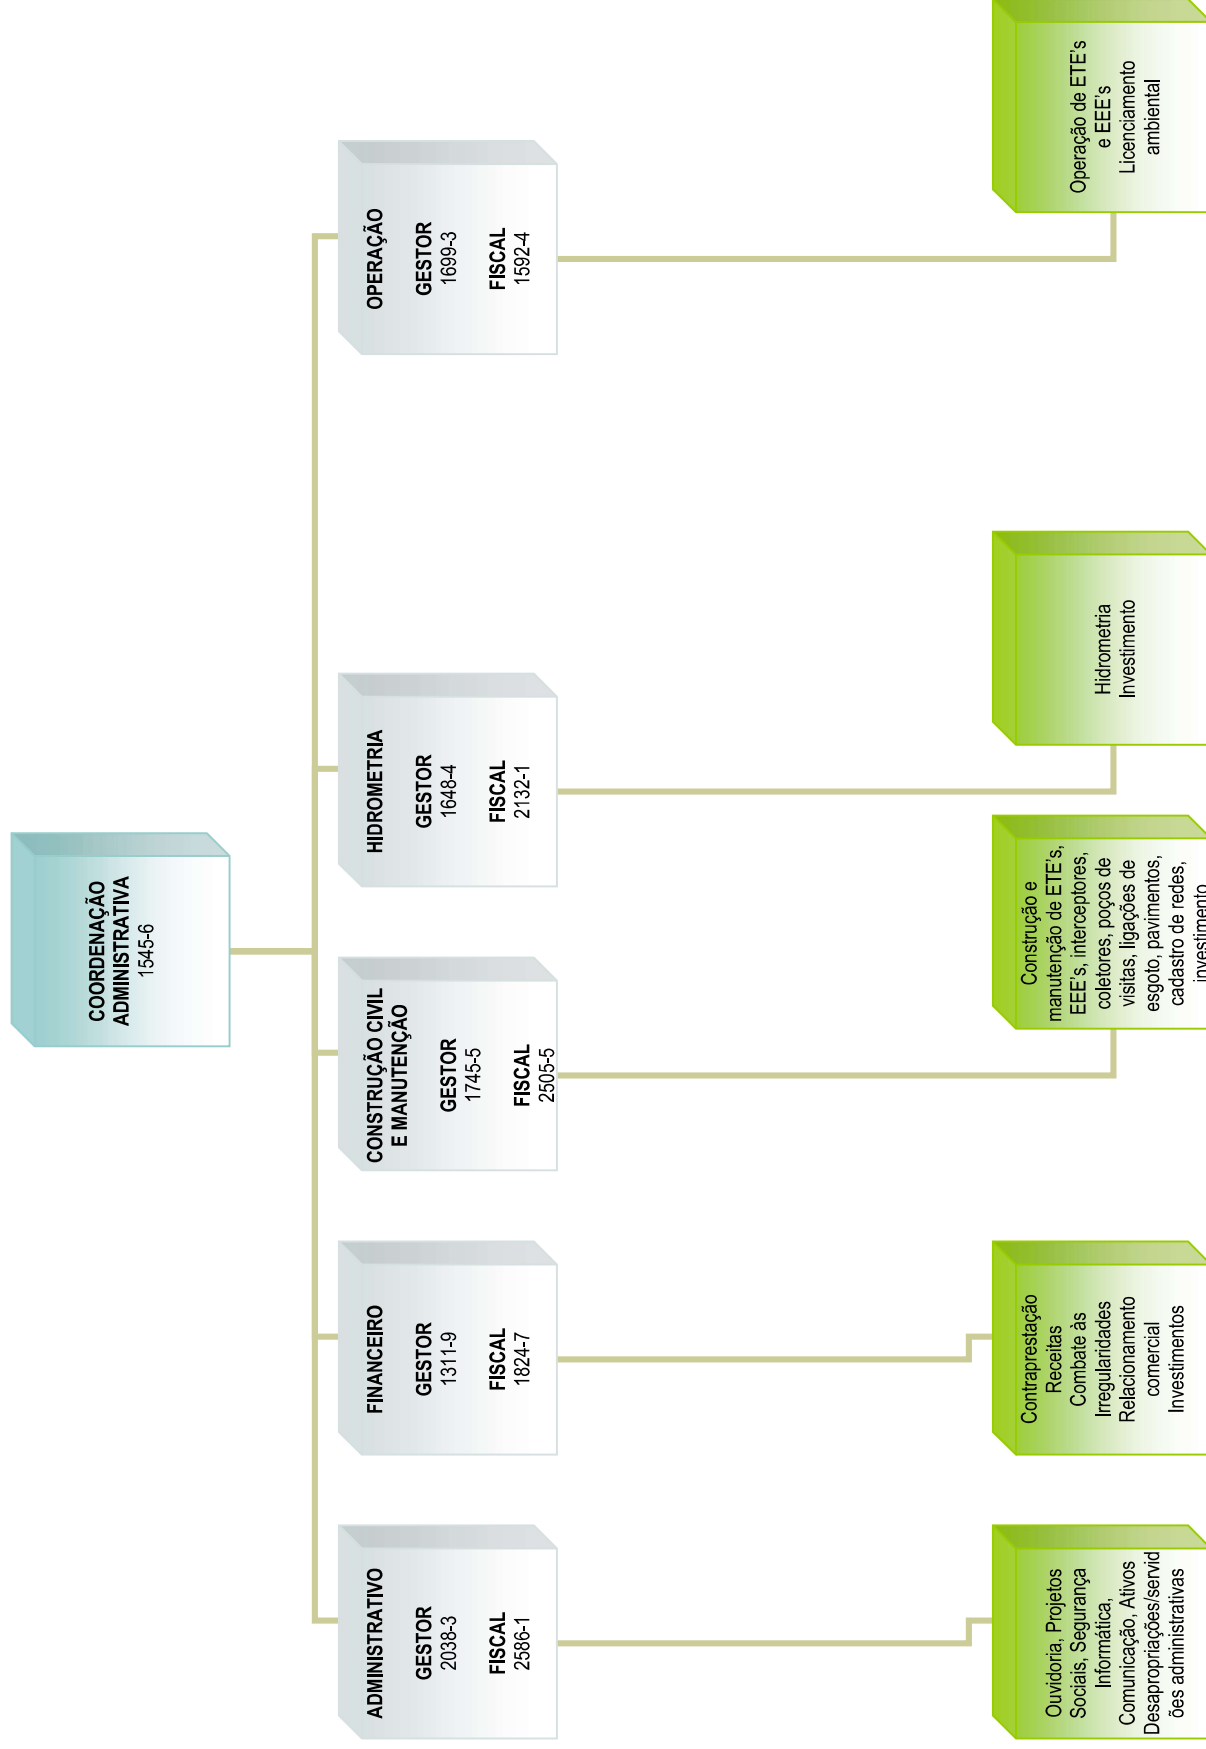 COORDENAÇÃO
ADMINISTRATIVA
1545-6
ADMINISTRATIVO
GESTOR
2038-3
FISCAL
2586-1
FINANCEIRO
GESTOR
1311-9
FISCAL
1824-7
CONSTRUÇÃO CIVIL
E MANUTENÇÃO
GESTOR
1745-5
FISCAL
2505-5
HIDROMETRIA
GESTOR
1648-4
FISCAL
2132-1
OPERAÇÃO
GESTOR
1699-3
FISCAL
1592-4
Ouvidoria, Projetos
Sociais, Segurança
Informática,
Comunicação, Ativos
Desapropriações/servid
ões administrativas
Contraprestação
Receitas
Combate às
Irregularidades
Relacionamento
comercial
Investimentos
Construção e
manutenção de ETE's,
EEE's, interceptores,
coletores, poços de
visitas, ligações de
esgoto, pavimentos,
cadastro de redes,
investimento
Hidrometria
Investimento
Operação de ETE's
e EEE's
Licenciamento
ambiental